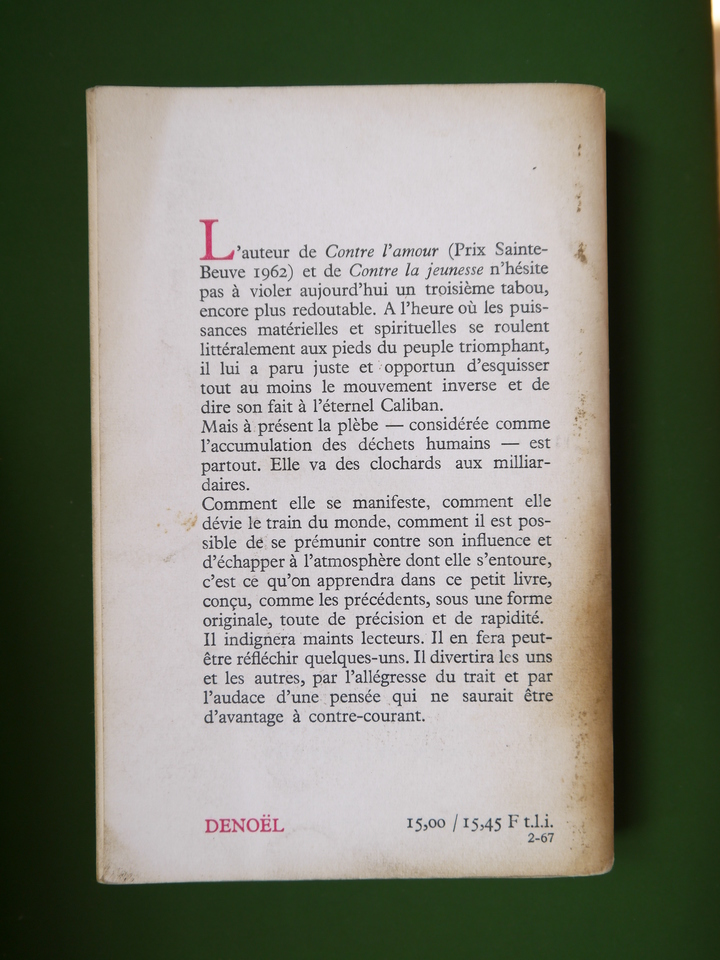 L'auteur de Contre l'amour (Prix Sainte-
Beuve 1962) et de Contre la jeunesse n'hésite
pas à violer aujourd'hui un troisième tabou,
encore plus redoutable. A l'heure où les puis-
sances matérielles et spirituelles se roulent
littéralement aux pieds du peuple triomphant,
il lui a paru juste et opportun d'esquisser
tout au moins le mouvement inverse et de
dire son fait à l'éternel Caliban.
Mais à présent la plèbe — considérée comme
l'accumulation des déchets humains — est
partout. Elle va des clochards aux milliar-
daires.
Comment elle se manifeste, comment elle
dévie le train du monde, comment il est pos-
sible de se prémunir contre son influence et
d'échapper à l'atmosphère dont elle s'entoure,
c'est ce qu'on apprendra dans ce petit livre,
conçu, comme les précédents, sous une forme
originale, toute de précision et de rapidité.
Il indignera maints lecteurs. Il en fera peut-
être réfléchir quelques-uns. Il divertira les uns
et les autres, par l'allégresse du trait et par
l'audace d'une pensée qui ne saurait être
d'avantage à contre-courant.
DENOËL 15,00 / 15,45 F t.l.i.
2-67